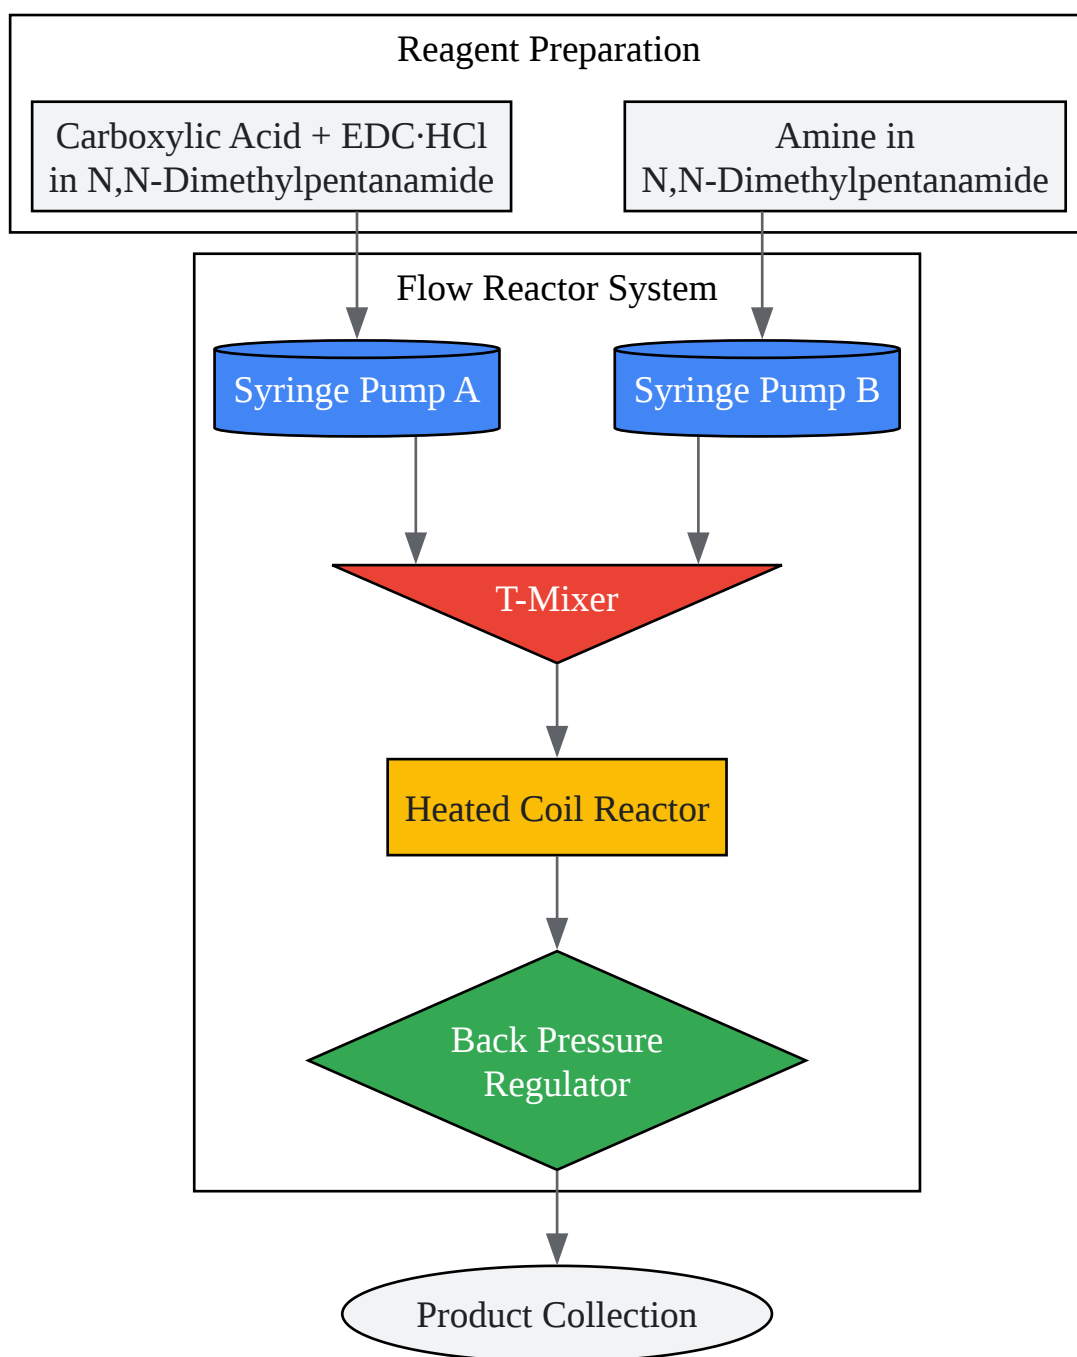 Reagent Preparation
Carboxylic Acid + EDC·HCl
in N,N-Dimethylpentanamide
Amine in
N,N-Dimethylpentanamide
Flow Reactor System
Syringe Pump A
Syringe Pump B
T-Mixer
Heated Coil Reactor
Back Pressure
Regulator
Product Collection